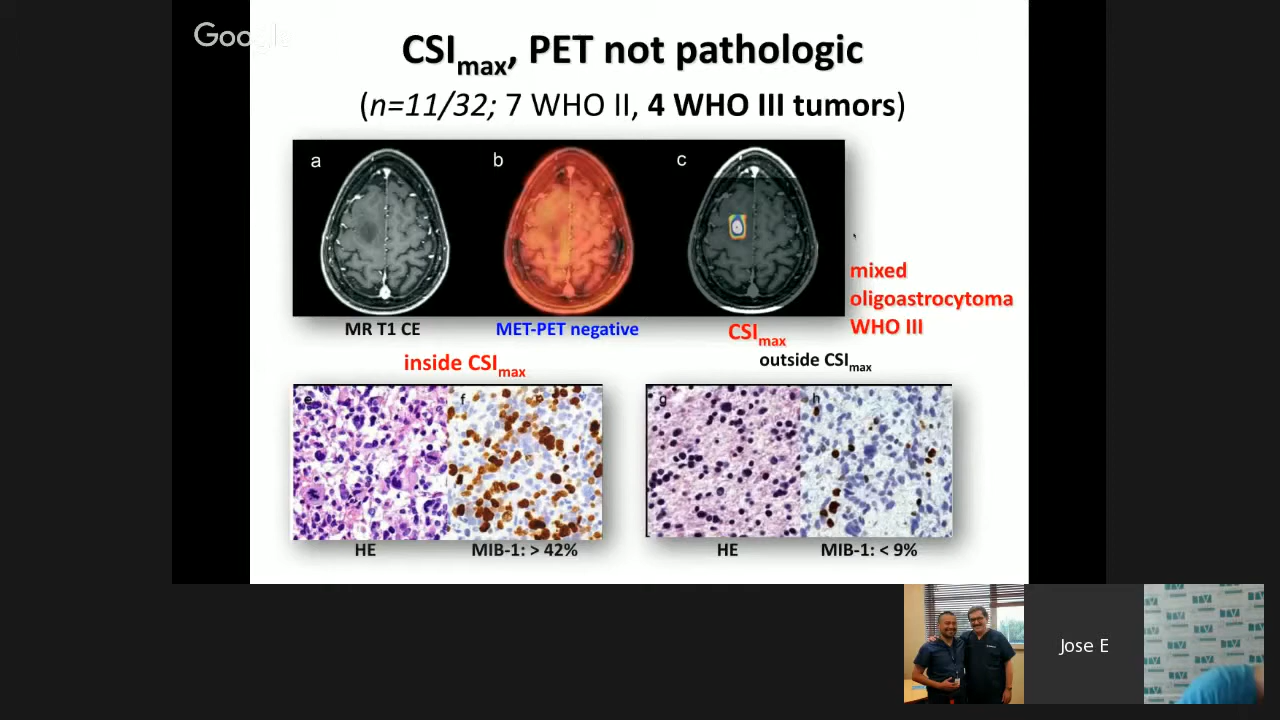 Google
CSImax, PET not pathologic
(n=11/32; 7 WHO II, 4 WHO III tumors)
a
b
c
mixed
oligoastrocytoma
WHO III
MR T1 CE
MET-PET negative
CSImax
inside CSImax
outside CSImax
e
f
g
h
HE
MIB-1: > 42%
HE
MIB-1: < 9%
Jose E